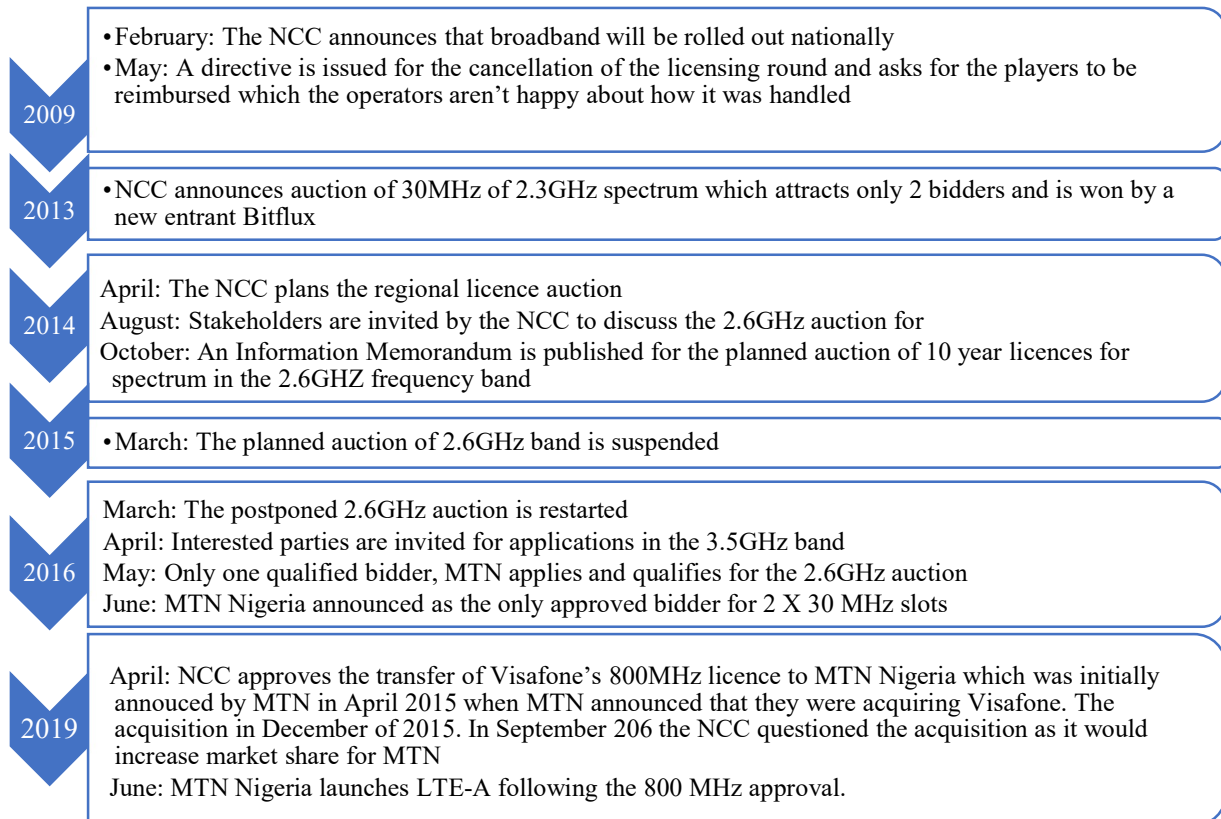 2009
•February: The NCC announces that broadband will be rolled out nationally
•May: A directive is issued for the cancellation of the licensing round and asks for the players to be
reimbursed which the operators aren't happy about how it was handled
2013
•NCC announces auction of 30MHz of 2.3GHz spectrum which attracts only 2 bidders and is won by a
new entrant Bitflux
2014
April: The NCC plans the regional licence auction
August: Stakeholders are invited by the NCC to discuss the 2.6GHz auction for
October: An Information Memorandum is published for the planned auction of 10 year licences for
spectrum in the 2.6GHZ frequency band
2015
•March: The planned auction of 2.6GHz band is suspended
2016
March: The postponed 2.6GHz auction is restarted
April: Interested parties are invited for applications in the 3.5GHz band
May: Only one qualified bidder, MTN applies and qualifies for the 2.6GHz auction
June: MTN Nigeria announced as the only approved bidder for 2 X 30 MHz slots
2019
April: NCC approves the transfer of Visafone's 800MHz licence to MTN Nigeria which was initially
annouced by MTN in April 2015 when MTN announced that they were acquiring Visafone. The
acquisition in December of 2015. In September 206 the NCC questioned the acquisition as it would
increase market share for MTN
June: MTN Nigeria launches LTE-A following the 800 MHz approval.